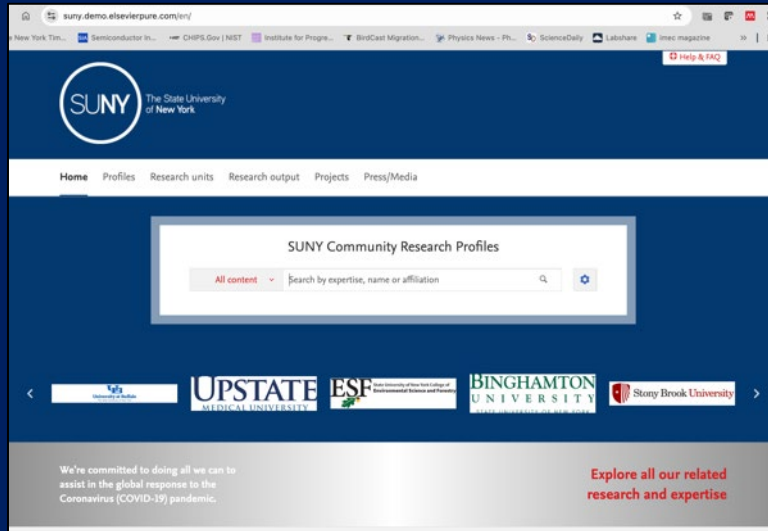 suny.demo.elsevierpure.com/en/
New York Tim... Semiconductor In... CHIPS.Gov | NIST Institute for Progre... BirdCast Migration... Physics News - Ph... ScienceDaily Labshare imec magazine »
Help & FAQ
SUNY
The State University
of New York
Home Profiles Research units Research output Projects Press/Media
SUNY Community Research Profiles
All content Search by expertise, name or affiliation
University at Buffalo
UPSTATE
MEDICAL UNIVERSITY
ESF State University of New York College of
Environmental Science and Forestry
BINGHAMTON
UNIVERSITY
STATE UNIVERSITY OF NEW YORK
Stony Brook University
We're committed to doing all we can to
assist in the global response to the
Coronavirus (COVID-19) pandemic.
Explore all our related
research and expertise